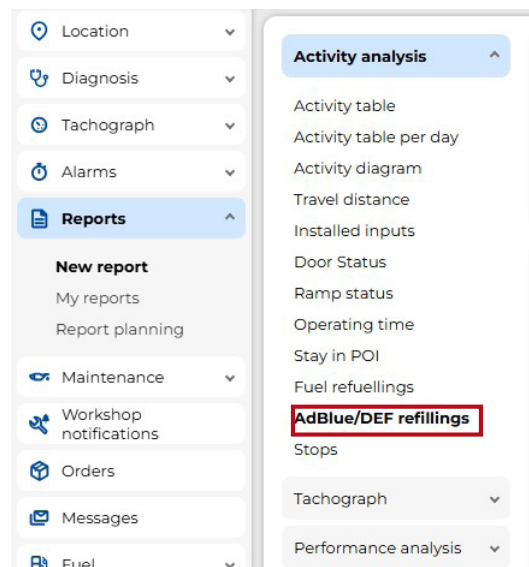 Location
Diagnosis
Tachograph
Alarms
Reports
New report
My reports
Report planning
Maintenance
Workshop
notifications
Orders
Messages
Fuel
Activity analysis
Activity table
Activity table per day
Activity diagram
Travel distance
Installed inputs
Door Status
Ramp status
Operating time
Stay in POI
Fuel refuellings
AdBlue/DEF refillings
Stops
Tachograph
Performance analysis